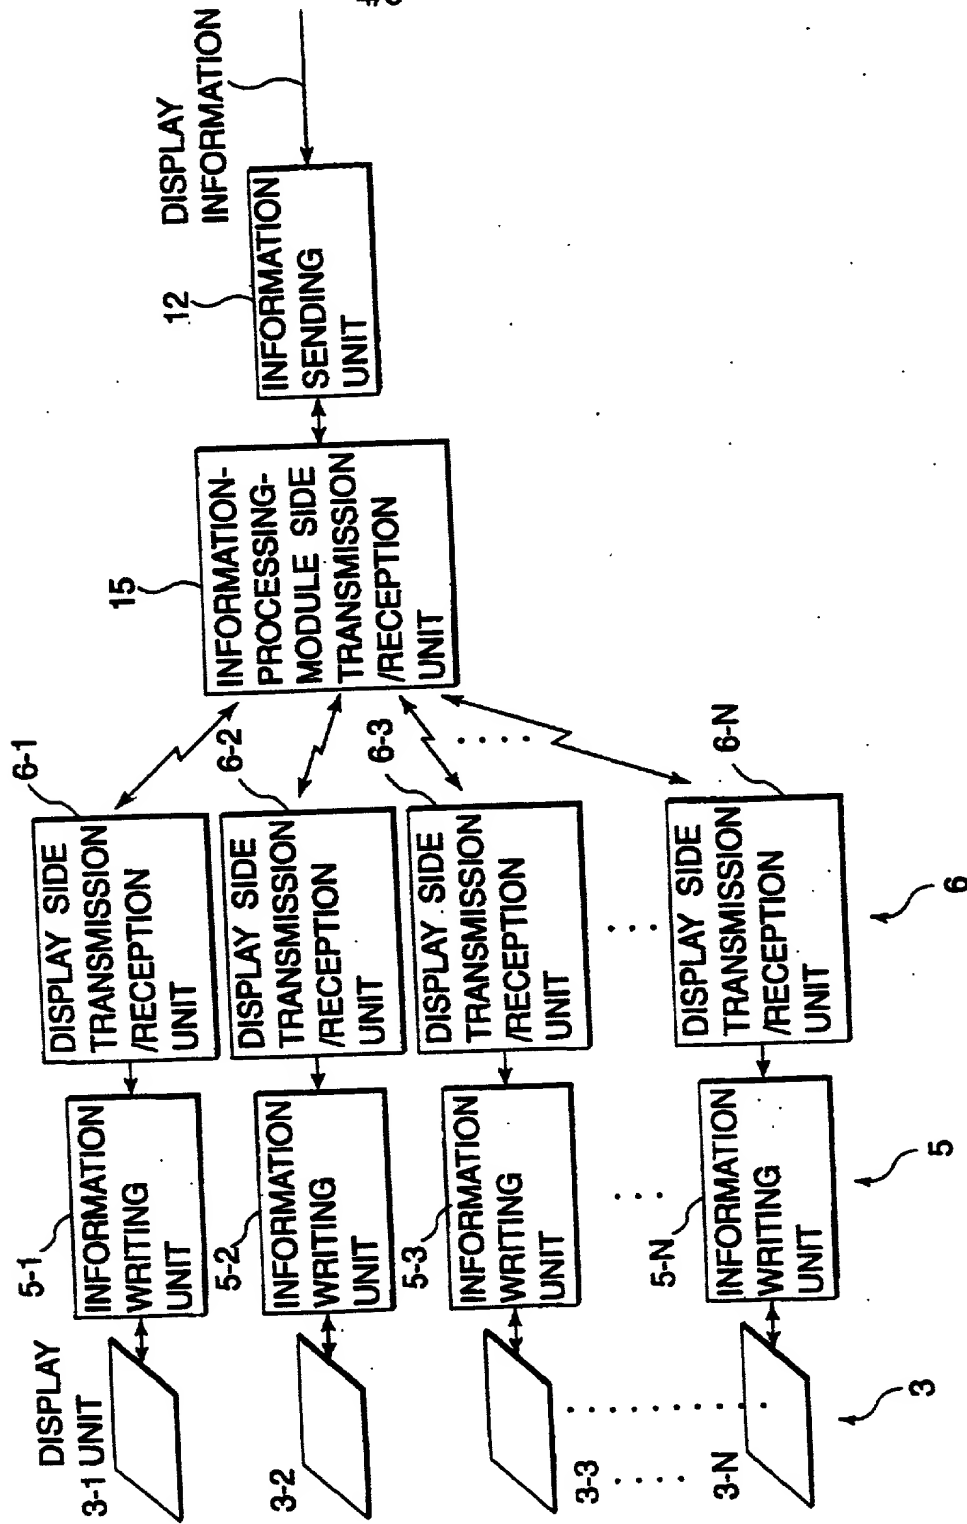 DISPLAY
UNIT
3-1
3-2
3-3
3-N
3
5-1
INFORMATION
WRITING
UNIT
5-2
INFORMATION
WRITING
UNIT
5-3
INFORMATION
WRITING
UNIT
5-N
INFORMATION
WRITING
UNIT
5
6-1
DISPLAY SIDE
TRANSMISSION
/RECEPTION
UNIT
6-2
DISPLAY SIDE
TRANSMISSION
/RECEPTION
UNIT
6-3
DISPLAY SIDE
TRANSMISSION
/RECEPTION
UNIT
6-N
DISPLAY SIDE
TRANSMISSION
/RECEPTION
UNIT
6
15
INFORMATION-
PROCESSING-
MODULE SIDE
TRANSMISSION
/RECEPTION
UNIT
12
INFORMATION
SENDING
UNIT
DISPLAY
INFORMATION